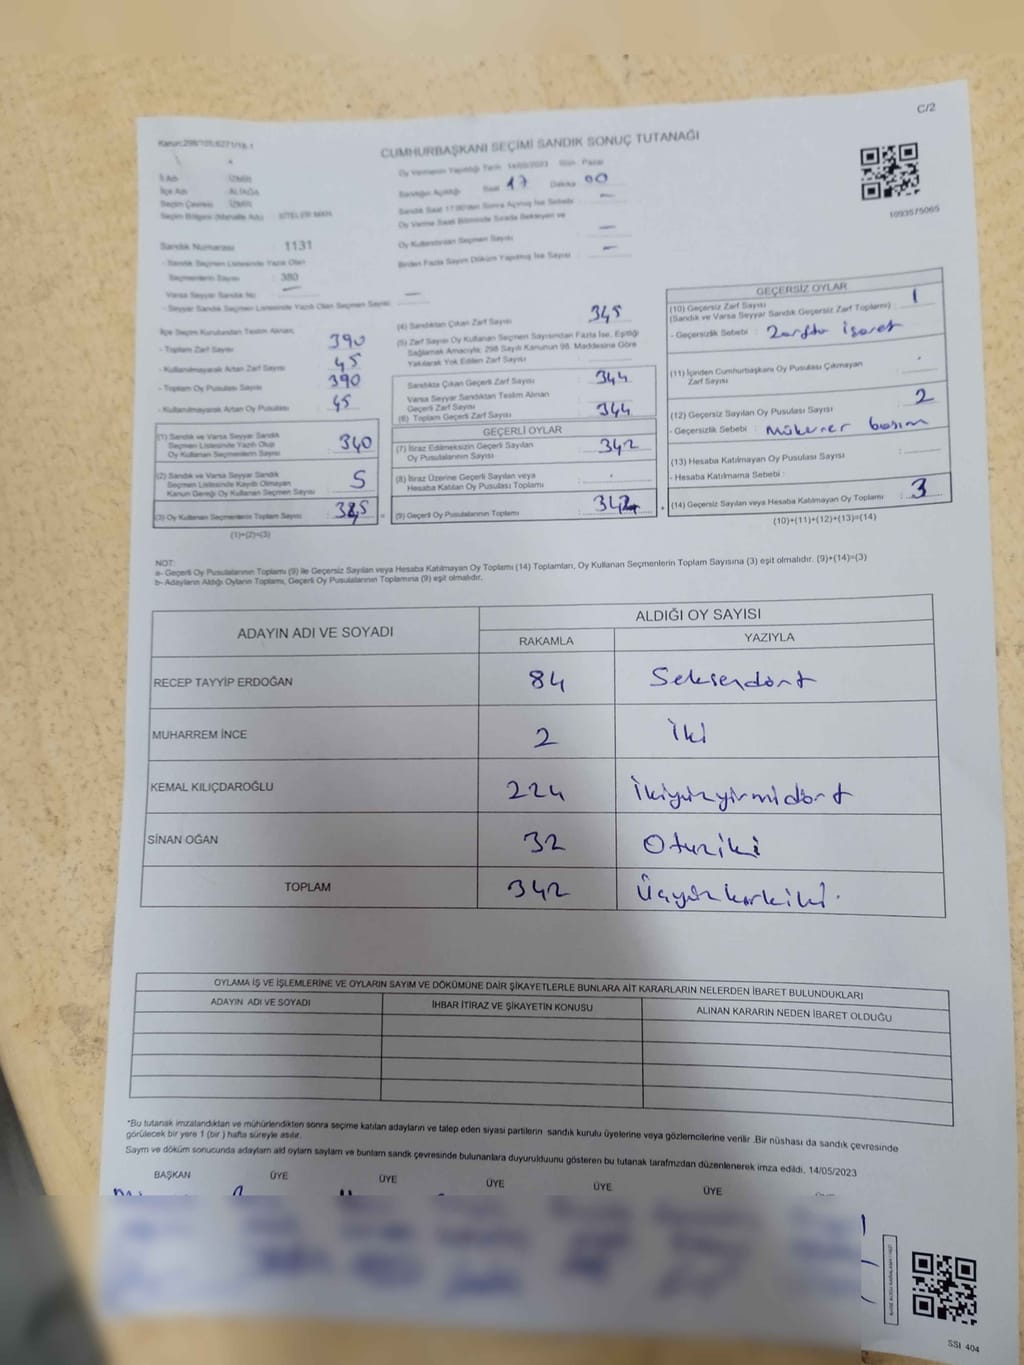 C/2
Kanun:298/105;6271/18.1
CUMHURBAŞKANI SEÇİMİ SANDIK SONUÇ TUTANAĞI
Oy Vermenin Yapıldığı Tarih 14/05/2023 Gün Pazar
İl Adı : İZMİR
İlçe Adı : ALİAĞA
Sandığın Açıldığı Saat 17 Dakika 00
Seçim Çevresi : İZMİR
Sandık Saat 17:00'den Sonra Açılmış İse Sebebi —
Seçim Bölgesi (Mahalle Adı) : SİTELER MAH.
Oy Verme Saati Bitiminde Sırada Bekleyen ve
Oy Kullandırılan Seçmen Sayısı —
1093575065
Sandık Numarası 1131
Birden Fazla Sayım Döküm Yapılmış İse Sayısı —
- Sandık Seçmen Listesinde Yazılı Olan
Seçmenlerin Sayısı : 380
Varsa Seyyar Sandık No : —
- Seyyar Sandık Seçmen Listesinde Yazılı Olan Seçmen Sayısı : —
İlçe Seçim Kurulundan Teslim Alınan;
- Toplam Zarf Sayısı : 390
- Kullanılmayarak Artan Zarf Sayısı : 45
- Toplam Oy Pusulası Sayısı : 390
- Kullanılmayarak Artan Oy Pusulası : 45
(1) Sandık ve Varsa Seyyar Sandık
Seçmen Listesinde Yazılı Olup
Oy Kullanan Seçmenlerin Sayısı : 340
(2) Sandık ve Varsa Seyyar Sandık
Seçmen Listesinde Kayıtlı Olmayan
Kanun Gereği Oy Kullanan Seçmen Sayısı : 5
(3) Oy Kullanan Seçmenlerin Toplam Sayısı : 345 =
(1)+(2)=(3)
(4) Sandıktan Çıkan Zarf Sayısı : 345
(5) Zarf Sayısı Oy Kullanan Seçmen Sayısından Fazla İse, Eşitliği
Sağlamak Amacıyla; 298 Sayılı Kanunun 98. Maddesine Göre
Yakılarak Yok Edilen Zarf Sayısı :
Sandıkta Çıkan Geçerli Zarf Sayısı : 344
Varsa Seyyar Sandıktan Teslim Alınan
Geçerli Zarf Sayısı
(6) Toplam Geçerli Zarf Sayısı : 344
GEÇERLİ OYLAR
(7) İtiraz Edilmeksizin Geçerli Sayılan
Oy Pusulalarının Sayısı : 342
(8) İtiraz Üzerine Geçerli Sayılan veya
Hesaba Katılan Oy Pusulası Toplamı :
(9) Geçerli Oy Pusulalarının Toplamı : 342 +
GEÇERSİZ OYLAR
(10) Geçersiz Zarf Sayısı
(Sandık ve Varsa Seyyar Sandık Geçersiz Zarf Toplamı) : 1
- Geçersizlik Sebebi : Zarfta işaret
(11) İçinden Cumhurbaşkanı Oy Pusulası Çıkmayan
Zarf Sayısı :
(12) Geçersiz Sayılan Oy Pusulası Sayısı : 2
- Geçersizlik Sebebi : Mükerrer basım
(13) Hesaba Katılmayan Oy Pusulası Sayısı :
- Hesaba Katılmama Sebebi :
(14) Geçersiz Sayılan veya Hesaba Katılmayan Oy Toplamı : 3
(10)+(11)+(12)+(13)=(14)
NOT:
a- Geçerli Oy Pusulalarının Toplamı (9) ile Geçersiz Sayılan veya Hesaba Katılmayan Oy Toplamı (14) Toplamları, Oy Kullanan Seçmenlerin Toplam Sayısına (3) eşit olmalıdır. (9)+(14)=(3)
b- Adayların Aldığı Oyların Toplamı, Geçerli Oy Pusulalarının Toplamına (9) eşit olmalıdır.
ADAYIN ADI VE SOYADI ALDIĞI OY SAYISI
RAKAMLA YAZIYLA
RECEP TAYYİP ERDOĞAN 84 Seksendört
MUHARREM İNCE 2 İki
KEMAL KILIÇDAROĞLU 224 İkiyüzyirmidört
SİNAN OĞAN 32 Otuziki
TOPLAM 342 Üçyüzkırkiki.
OYLAMA İŞ VE İŞLEMLERİNE VE OYLARIN SAYIM VE DÖKÜMÜNE DAİR ŞİKAYETLERLE BUNLARA AİT KARARLARIN NELERDEN İBARET BULUNDUKLARI
ADAYIN ADI VE SOYADI İHBAR İTİRAZ VE ŞİKAYETİN KONUSU ALINAN KARARIN NEDEN İBARET OLDUĞU
*Bu tutanak imzalandıktan ve mühürlendikten sonra seçime katılan adayların ve talep eden siyasi partilerin sandık kurulu üyelerine veya gözlemcilerine verilir .Bir nüshası da sandık çevresinde
görülecek bir yere 1 (bir ) hafta süreyle asılır.
Sayım ve döküm sonucunda adayların ald oyların sayların ve bunların sandık çevresinde bulunanlara duyurulduunu gösteren bu tutanak tarafmzdan düzenlenerek imza edildi. 14/05/2023
BAŞKAN ÜYE ÜYE ÜYE ÜYE ÜYE
SSI 404